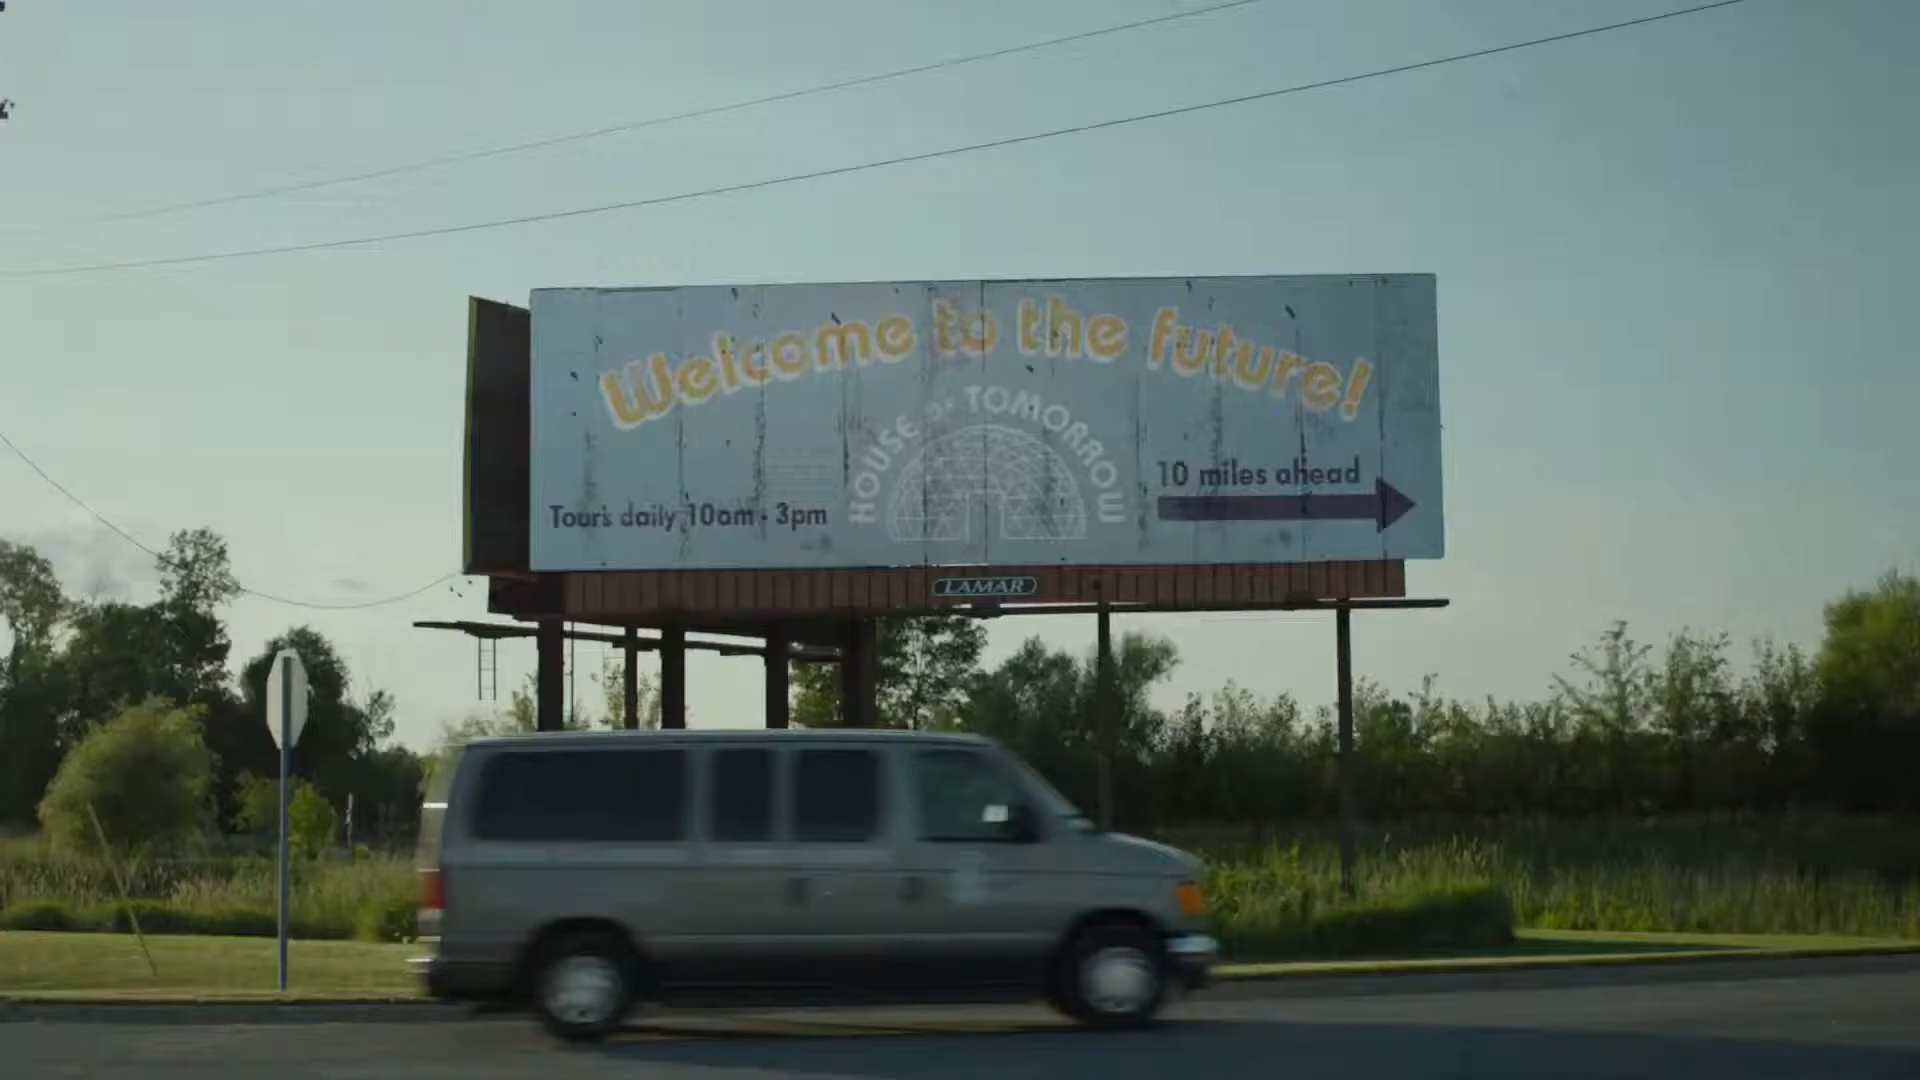 Welcome to the future!
HOUSE OF TOMORROW
10 miles ahead
Tours daily 10am - 3pm
LAMAR